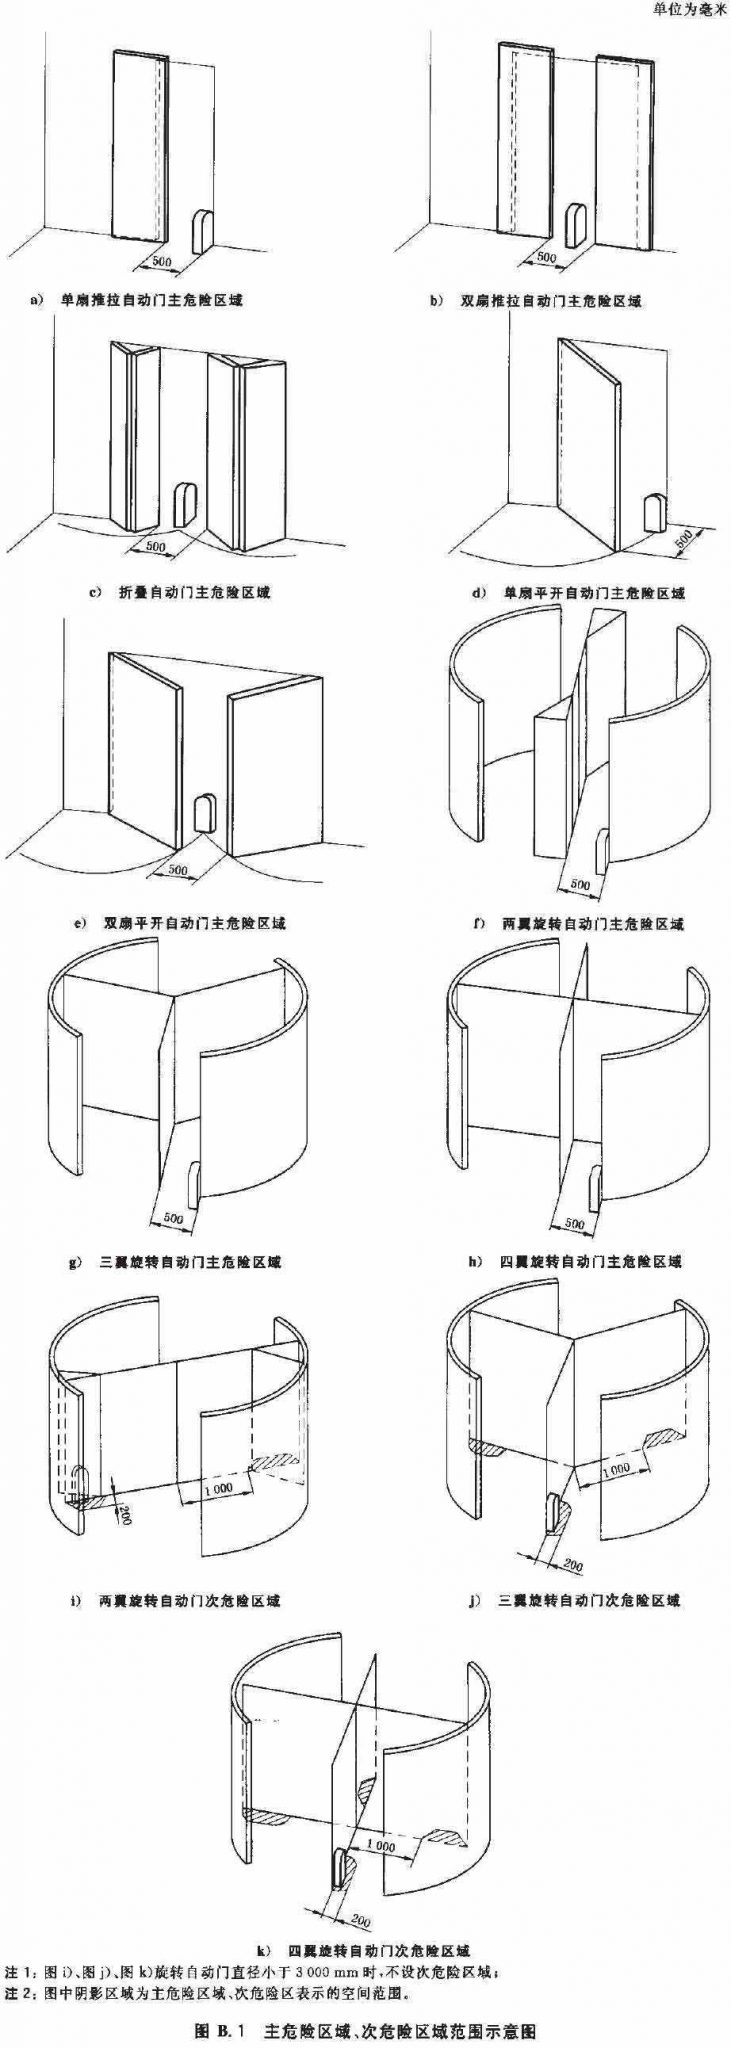 单位为毫米
500
500
a） 单扇推拉自动门主危险区域
b） 双扇推拉自动门主危险区域
500
500
c） 折叠自动门主危险区域
d） 单扇平开自动门主危险区域
500
500
e） 双扇平开自动门主危险区域
f） 两翼旋转自动门主危险区域
500
500
g） 三翼旋转自动门主危险区域
h） 四翼旋转自动门主危险区域
200
1 000
1 000
200
i） 两翼旋转自动门次危险区域
j） 三翼旋转自动门次危险区域
1 000
200
k） 四翼旋转自动门次危险区域
注 1：图 i）、图 j）、图 k）旋转自动门直径小于 3 000 mm 时，不设次危险区域；
注 2：图中阴影区域为主危险区域、次危险区表示的空间范围。
图 B.1 主危险区域、次危险区域范围示意图